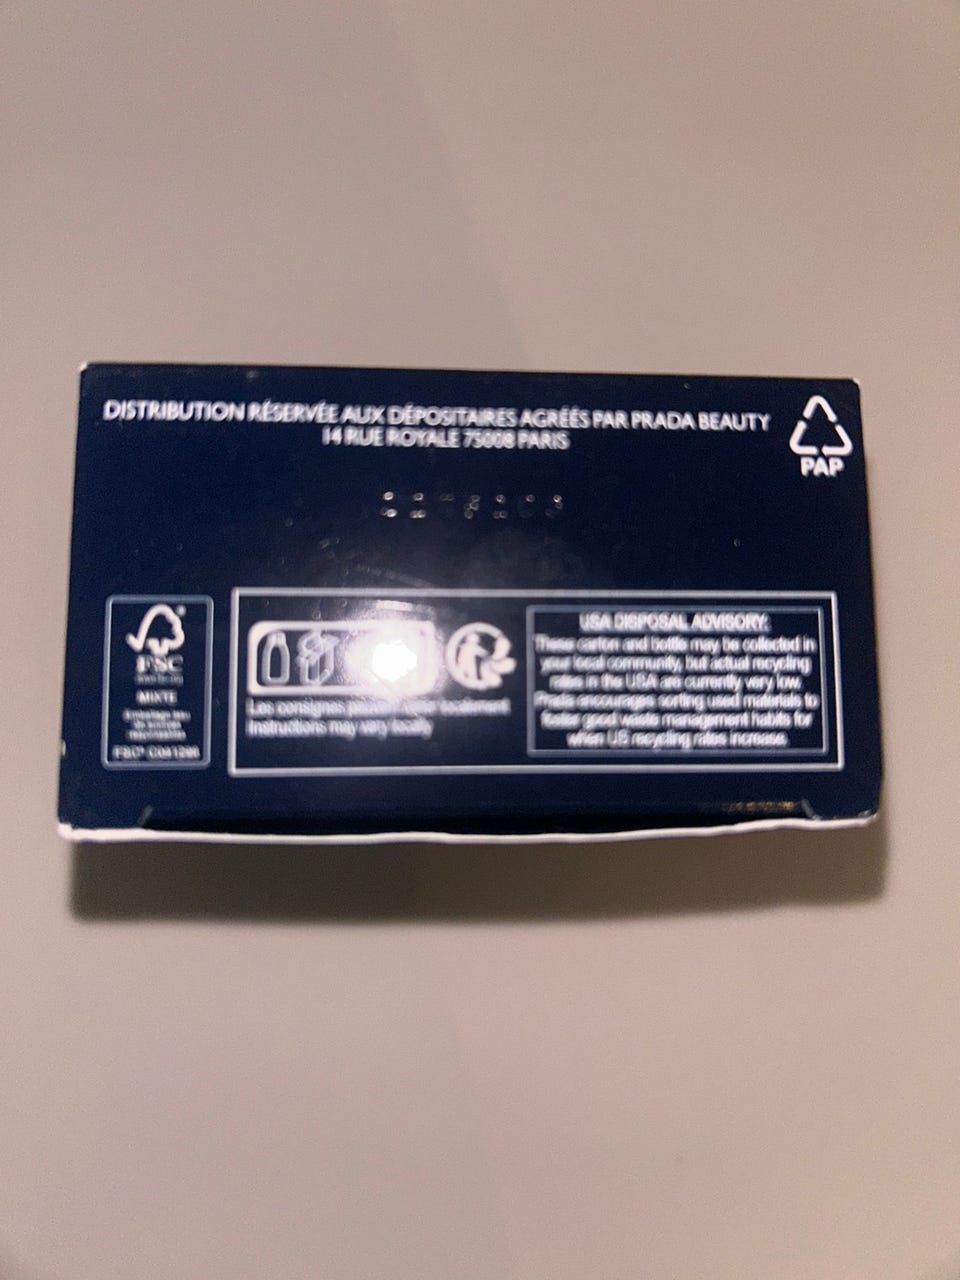 DISTRIBUTION RÉSERVÉE AUX DÉPOSITAIRES AGRÉÉS PAR PRADA BEAUTY
14 RUE ROYALE 75008 PARIS
PAP
FSC
MIXTE
Les consignes localement
Instructions may vary locally
USA DISPOSAL ADVISORY:
These carton and bottle may be collected in
your local community, but actual recycling
rates in the USA are currently very low.
Prada encourages sorting used materials to
foster good waste management habits for
when US recycling rates increase.